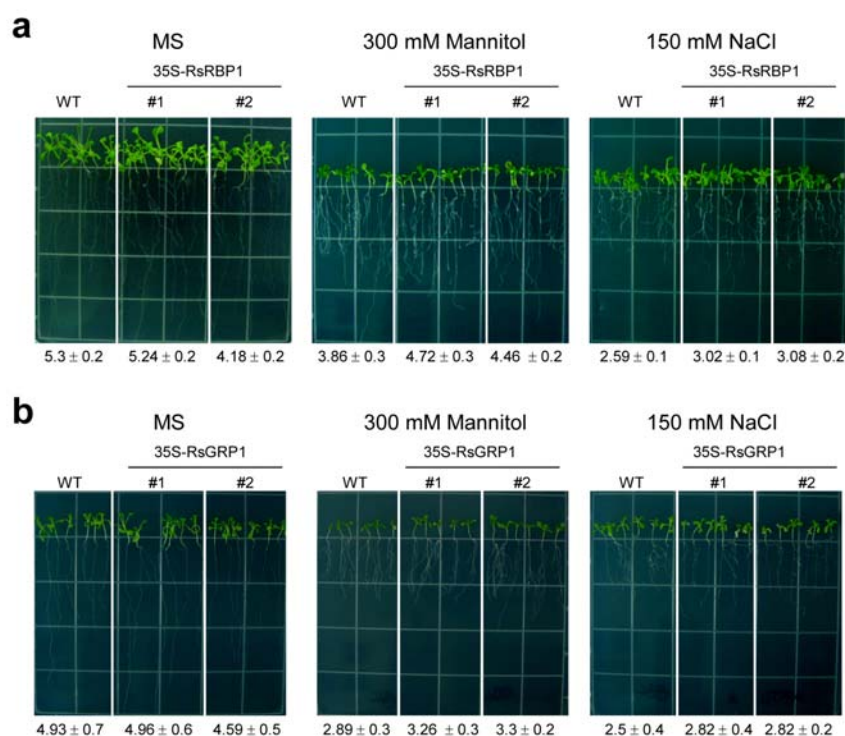 a
MS 300 mM Mannitol 150 mM NaCl
35S-RsRBP1 35S-RsRBP1 35S-RsRBP1
WT #1 #2 WT #1 #2 WT #1 #2
5.3 ± 0.2 5.24 ± 0.2 4.18 ± 0.2 3.86 ± 0.3 4.72 ± 0.3 4.46 ± 0.2 2.59 ± 0.1 3.02 ± 0.1 3.08 ± 0.2
b
MS 300 mM Mannitol 150 mM NaCl
35S-RsGRP1 35S-RsGRP1 35S-RsGRP1
WT #1 #2 WT #1 #2 WT #1 #2
4.93 ± 0.7 4.96 ± 0.6 4.59 ± 0.5 2.89 ± 0.3 3.26 ± 0.3 3.3 ± 0.2 2.5 ± 0.4 2.82 ± 0.4 2.82 ± 0.2